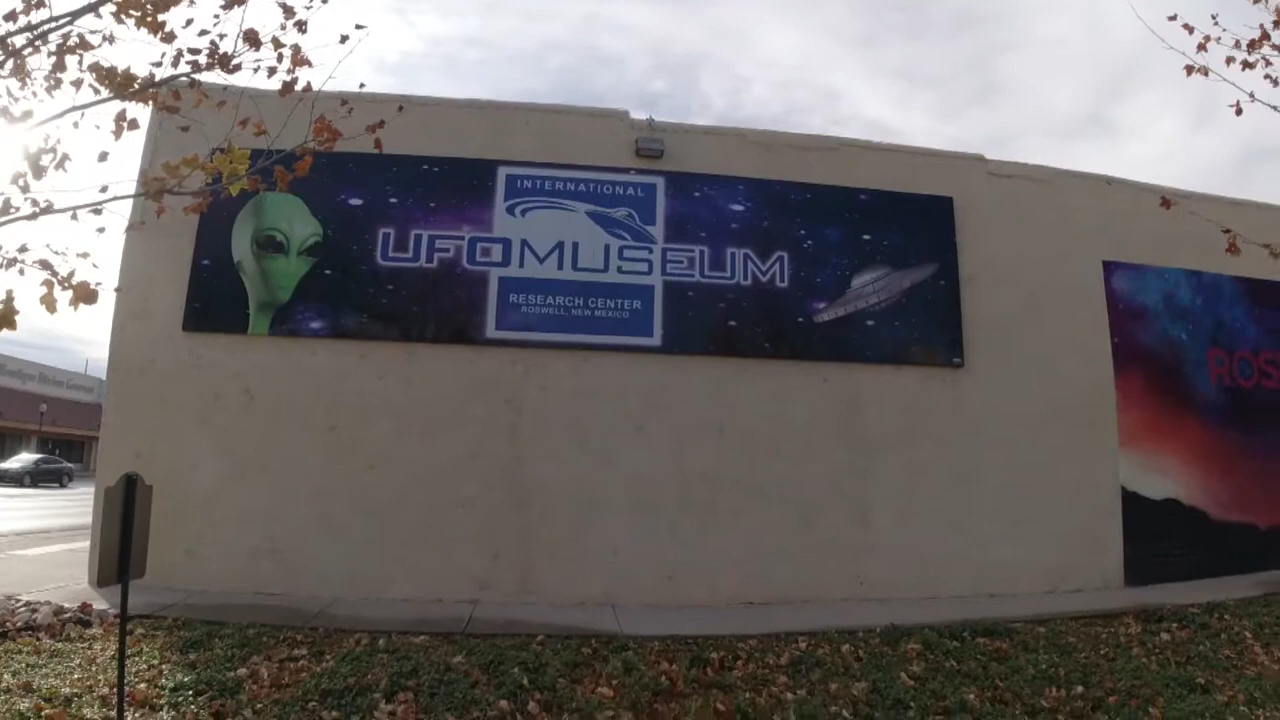 INTERNATIONAL
UFOMUSEUM
RESEARCH CENTER
ROSWELL, NEW MEXICO
ROS